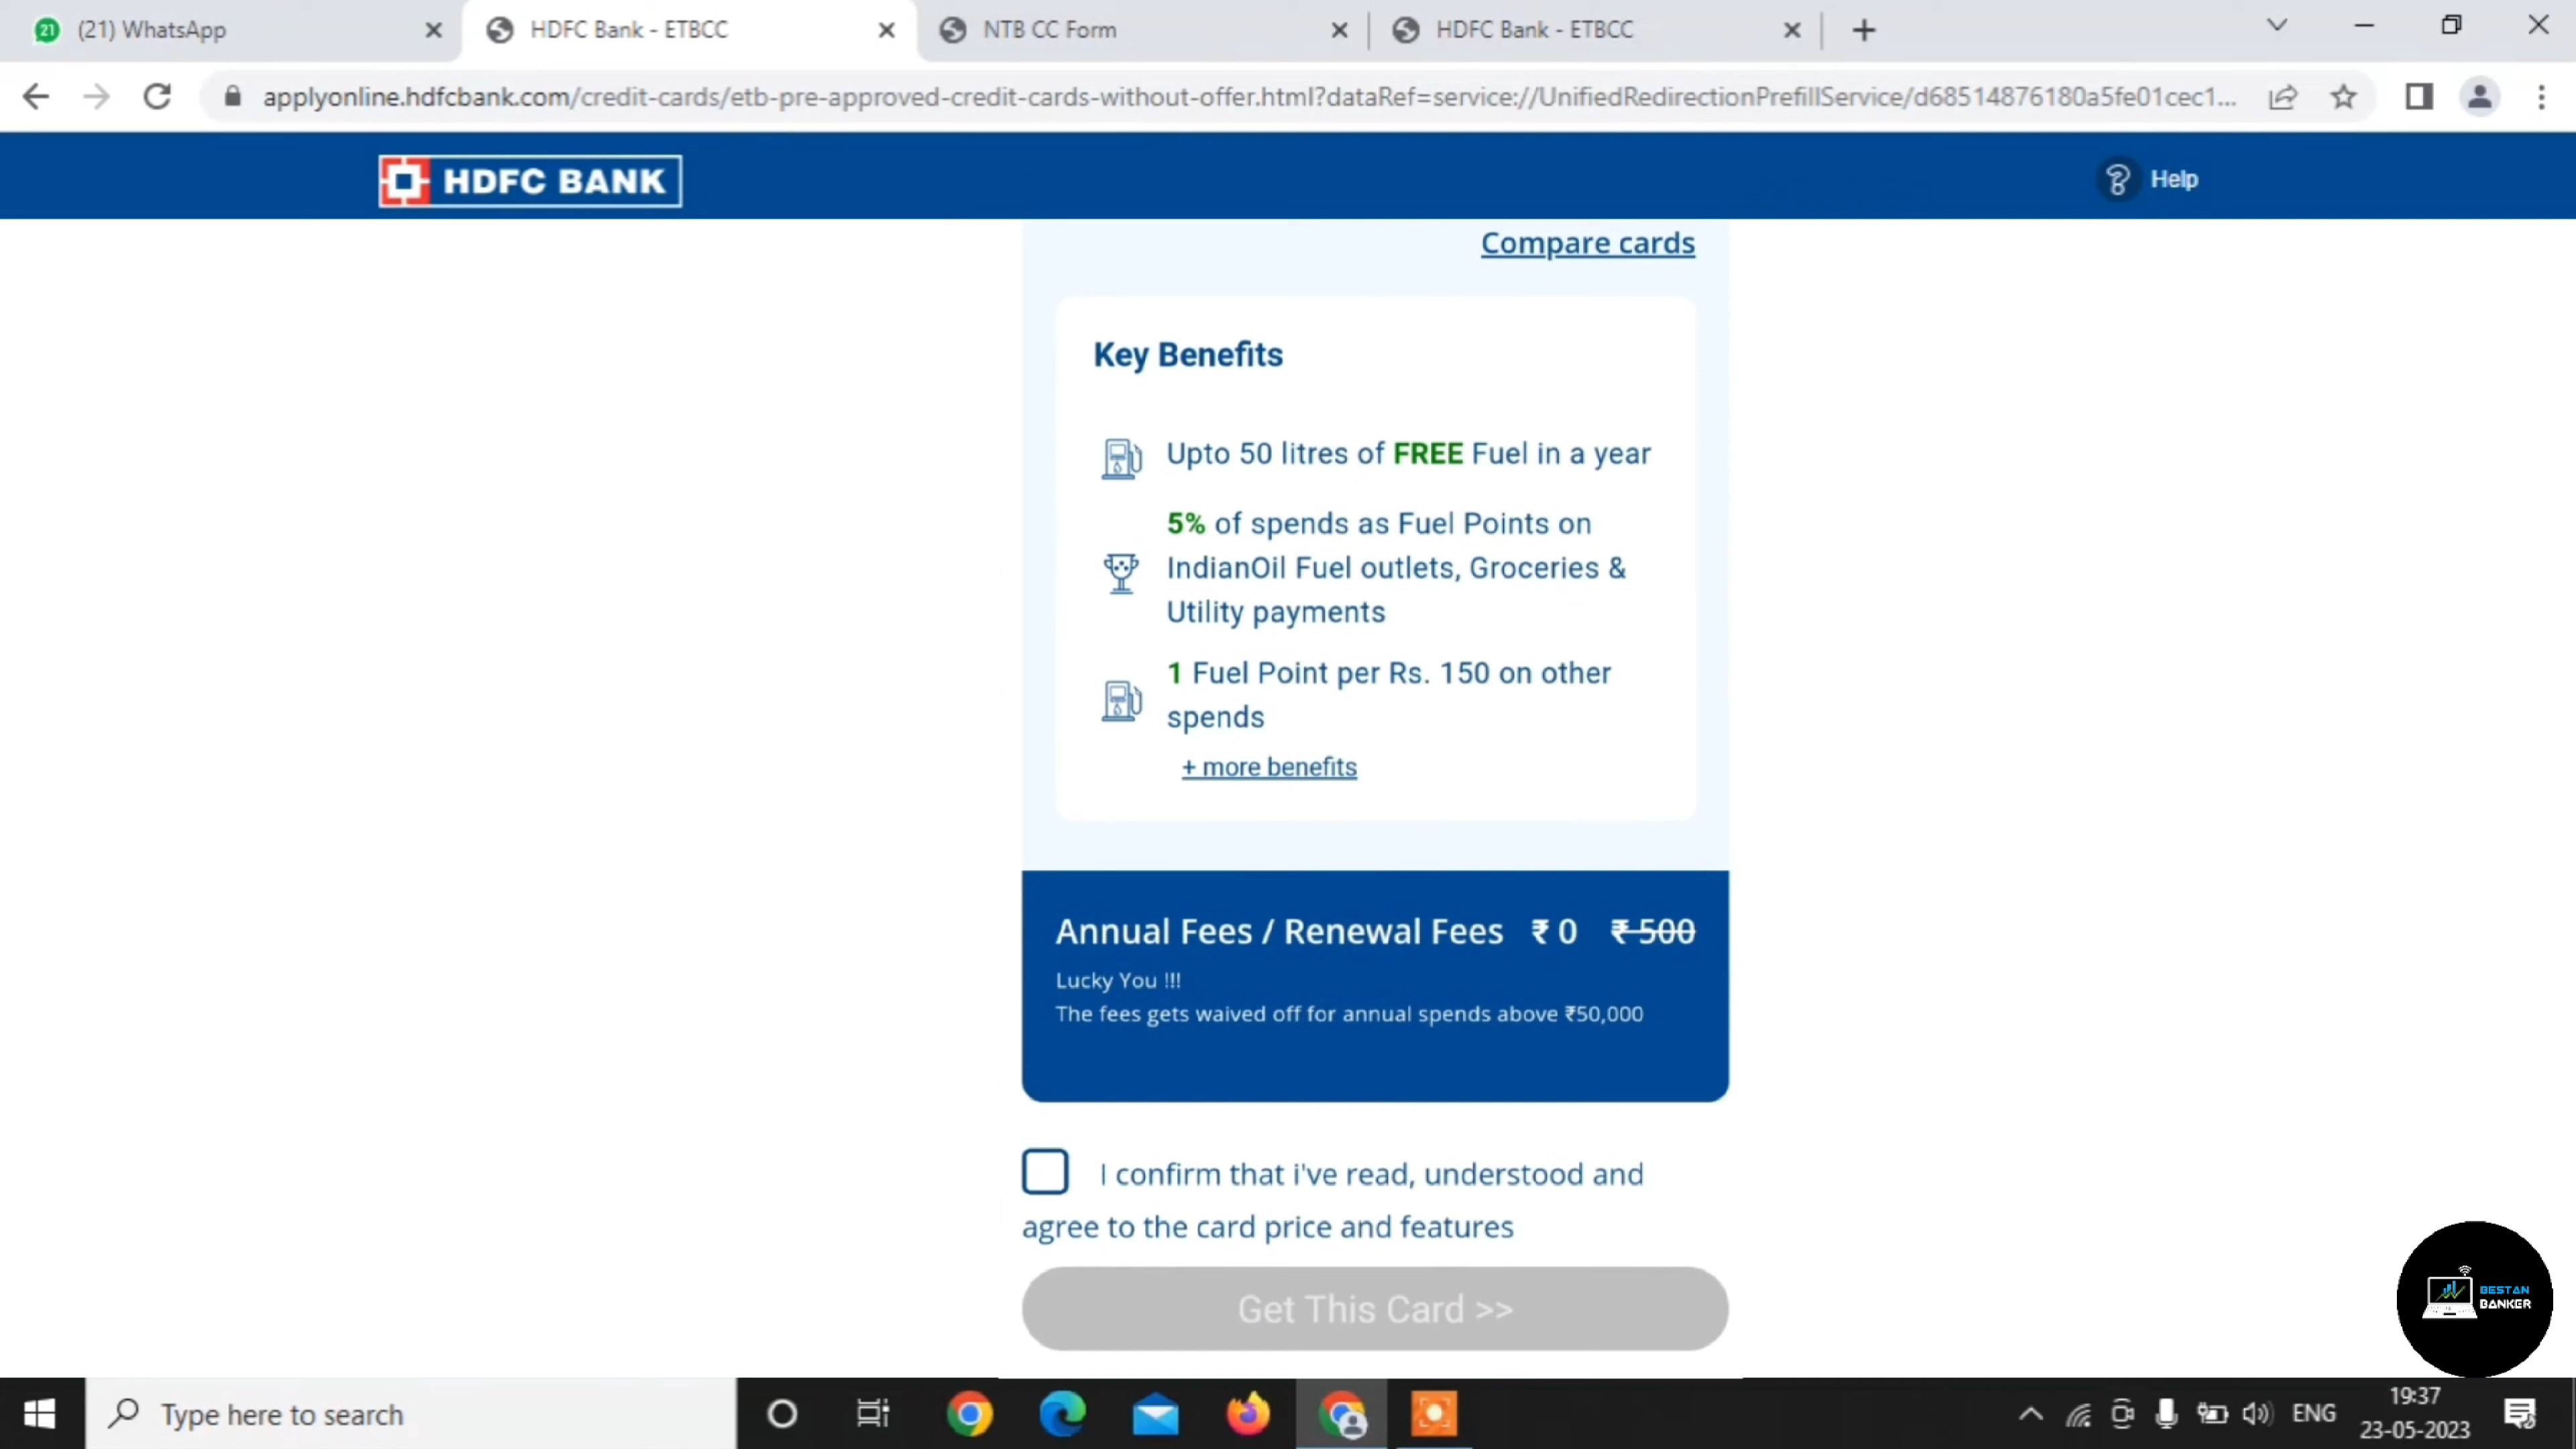 21 (21) WhatsApp
HDFC Bank - ETBCC
NTB CC Form
HDFC Bank - ETBCC
applyonline.hdfcbank.com/credit-cards/etb-pre-approved-credit-cards-without-offer.html?dataRef=service://UnifiedRedirectionPrefillService/d68514876180a5fe01cec1...
HDFC BANK
Help
Compare cards
Key Benefits
Upto 50 litres of FREE Fuel in a year
5% of spends as Fuel Points on
IndianOil Fuel outlets, Groceries &
Utility payments
1 Fuel Point per Rs. 150 on other
spends
+ more benefits
Annual Fees / Renewal Fees ₹ 0 ₹ 500
Lucky You !!!
The fees gets waived off for annual spends above ₹50,000
I confirm that i've read, understood and
agree to the card price and features
Get This Card >>
BESTAN
BANKER
Type here to search
ENG
19:37
23-05-2023